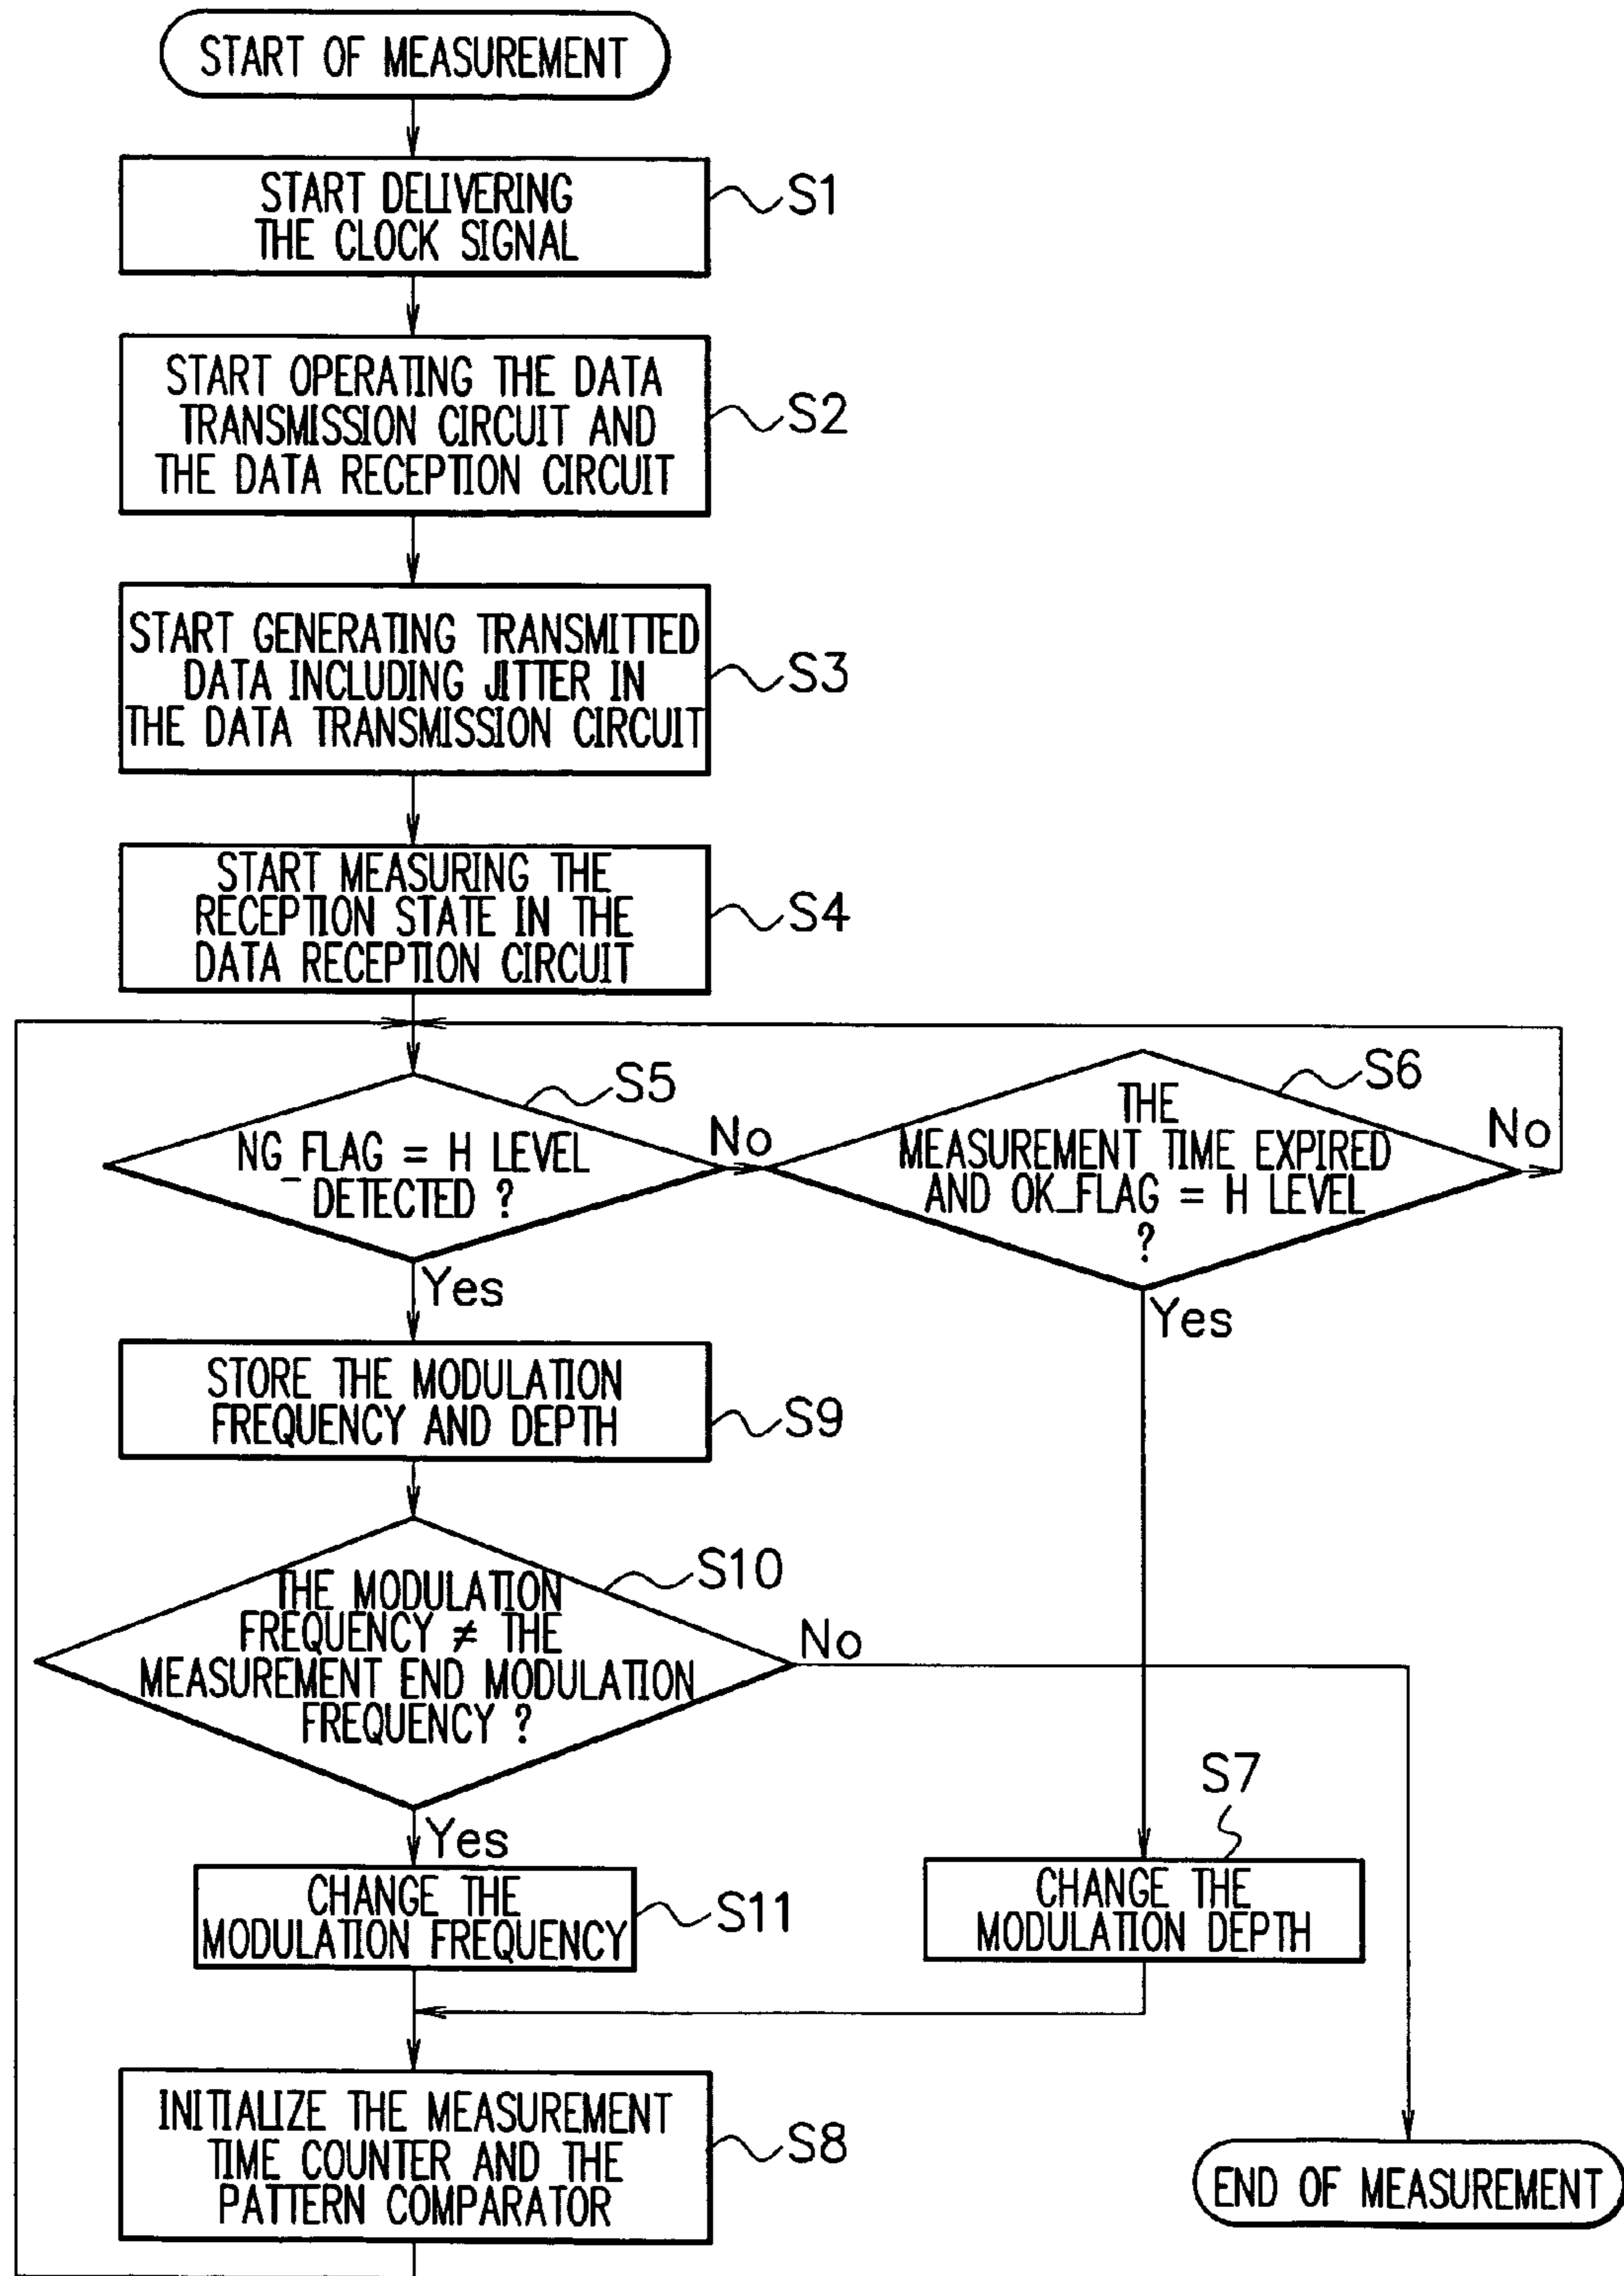 START OF MEASUREMENT
START DELIVERING
THE CLOCK SIGNAL
S1
START OPERATING THE DATA
TRANSMISSION CIRCUIT AND
THE DATA RECEPTION CIRCUIT
S2
START GENERATING TRANSMITTED
DATA INCLUDING JITTER IN
THE DATA TRANSMISSION CIRCUIT
S3
START MEASURING THE
RECEPTION STATE IN THE
DATA RECEPTION CIRCUIT
S4
S5
NG_FLAG = H LEVEL
DETECTED ?
No
Yes
S6
THE
MEASUREMENT TIME EXPIRED
AND OK_FLAG = H LEVEL
?
No
Yes
STORE THE MODULATION
FREQUENCY AND DEPTH
S9
S10
THE MODULATION
FREQUENCY ≠ THE
MEASUREMENT END MODULATION
FREQUENCY ?
No
Yes
CHANGE THE
MODULATION FREQUENCY
S11
S7
CHANGE THE
MODULATION DEPTH
INITIALIZE THE MEASUREMENT
TIME COUNTER AND THE
PATTERN COMPARATOR
S8
END OF MEASUREMENT